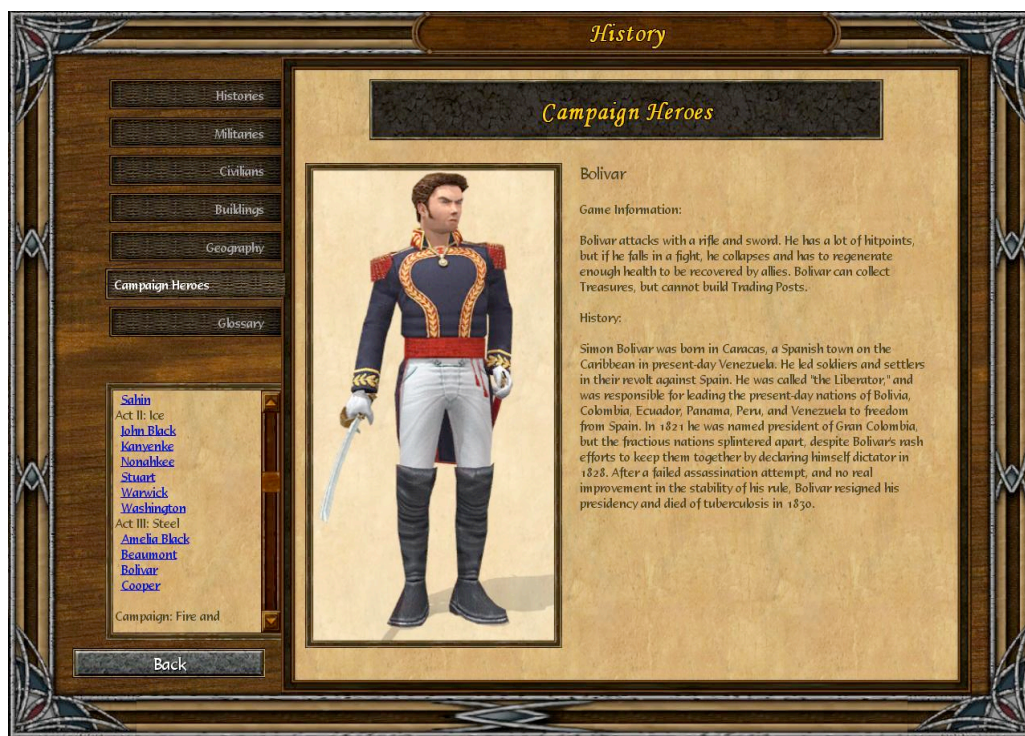 History
Histories
Militaries
Civilians
Buildings
Geography
Campaign Heroes
Glossary
Sahin
Act II: Ice
John Black
Kanyenke
Nonahkee
Stuart
Warwick
Washington
Act III: Steel
Amelia Black
Beaumont
Bolivar
Cooper
Campaign: Fire and
Back
Campaign Heroes
Bolivar
Game Information:
Bolivar attacks with a rifle and sword. He has a lot of hitpoints,
but if he falls in a fight, he collapses and has to regenerate
enough health to be recovered by allies. Bolivar can collect
Treasures, but cannot build Trading Posts.
History:
Simon Bolivar was born in Caracas, a Spanish town on the
Caribbean in present-day Venezuela. He led soldiers and settlers
in their revolt against Spain. He was called "the Liberator," and
was responsible for leading the present-day nations of Bolivia,
Colombia, Ecuador, Panama, Peru, and Venezuela to freedom
from Spain. In 1821 he was named president of Gran Colombia,
but the fractious nations splintered apart, despite Bolivar's rash
efforts to keep them together by declaring himself dictator in
1828. After a failed assassination attempt, and no real
improvement in the stability of his rule, Bolivar resigned his
presidency and died of tuberculosis in 1830.